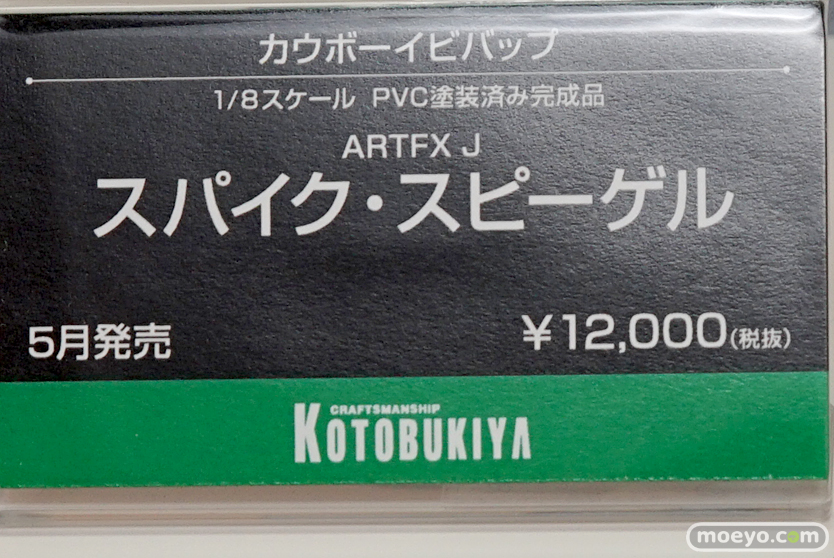 カウボーイビバップ
1/8スケール PVC塗装済み完成品
ARTFX J
スパイク・スピーゲル
5月発売
¥12,000(税抜)
CRAFTSMANSHIP
KOTOBUKIYA
moeyo.com